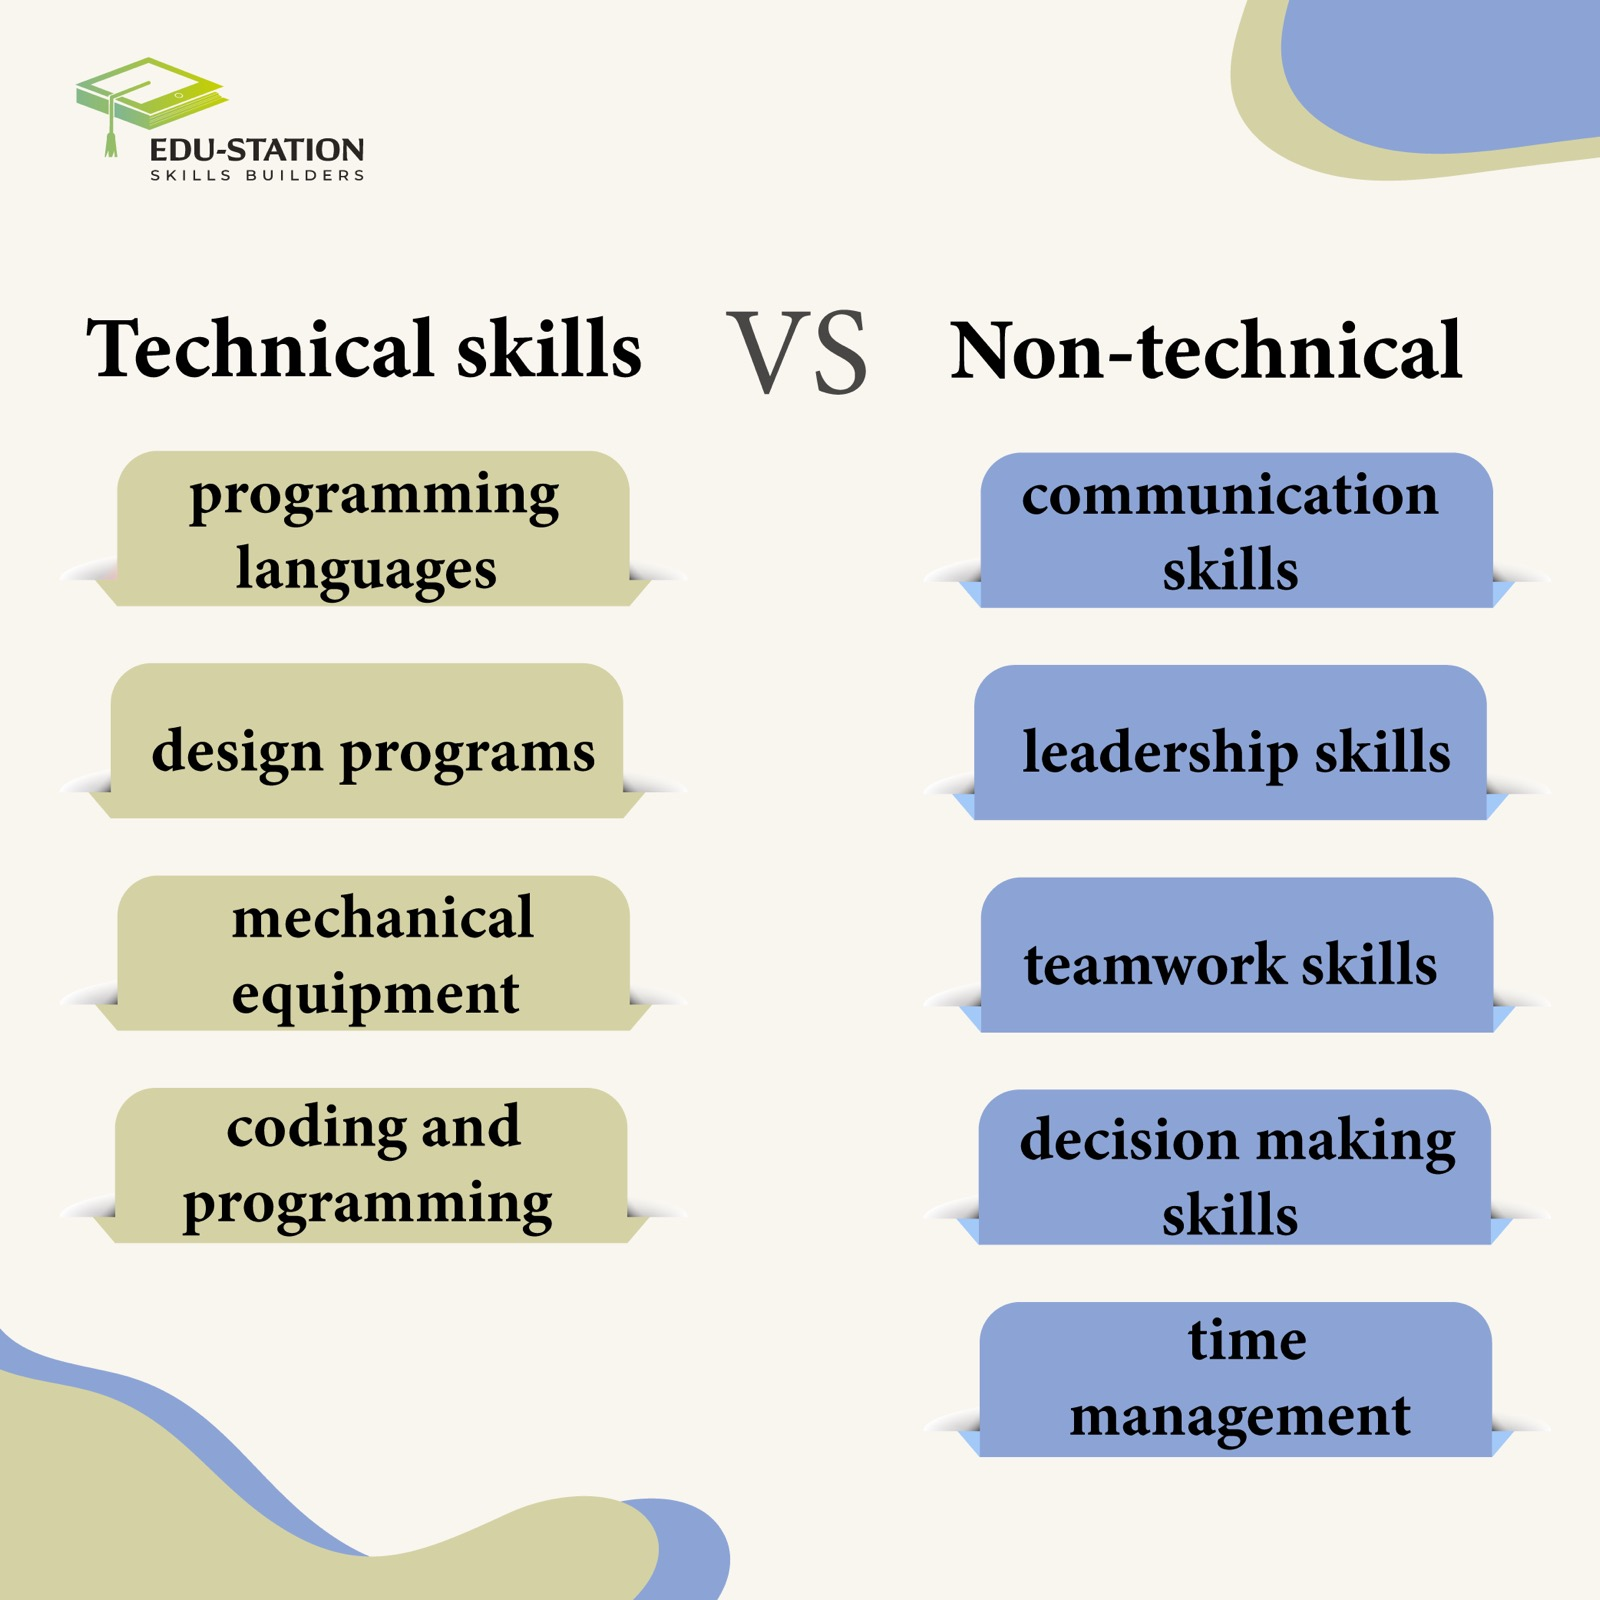 EDU-STATION
SKILLS BUILDERS
Technical skills VS Non-technical
programming
languages
design programs
mechanical
equipment
coding and
programming
communication
skills
leadership skills
teamwork skills
decision making
skills
time
management